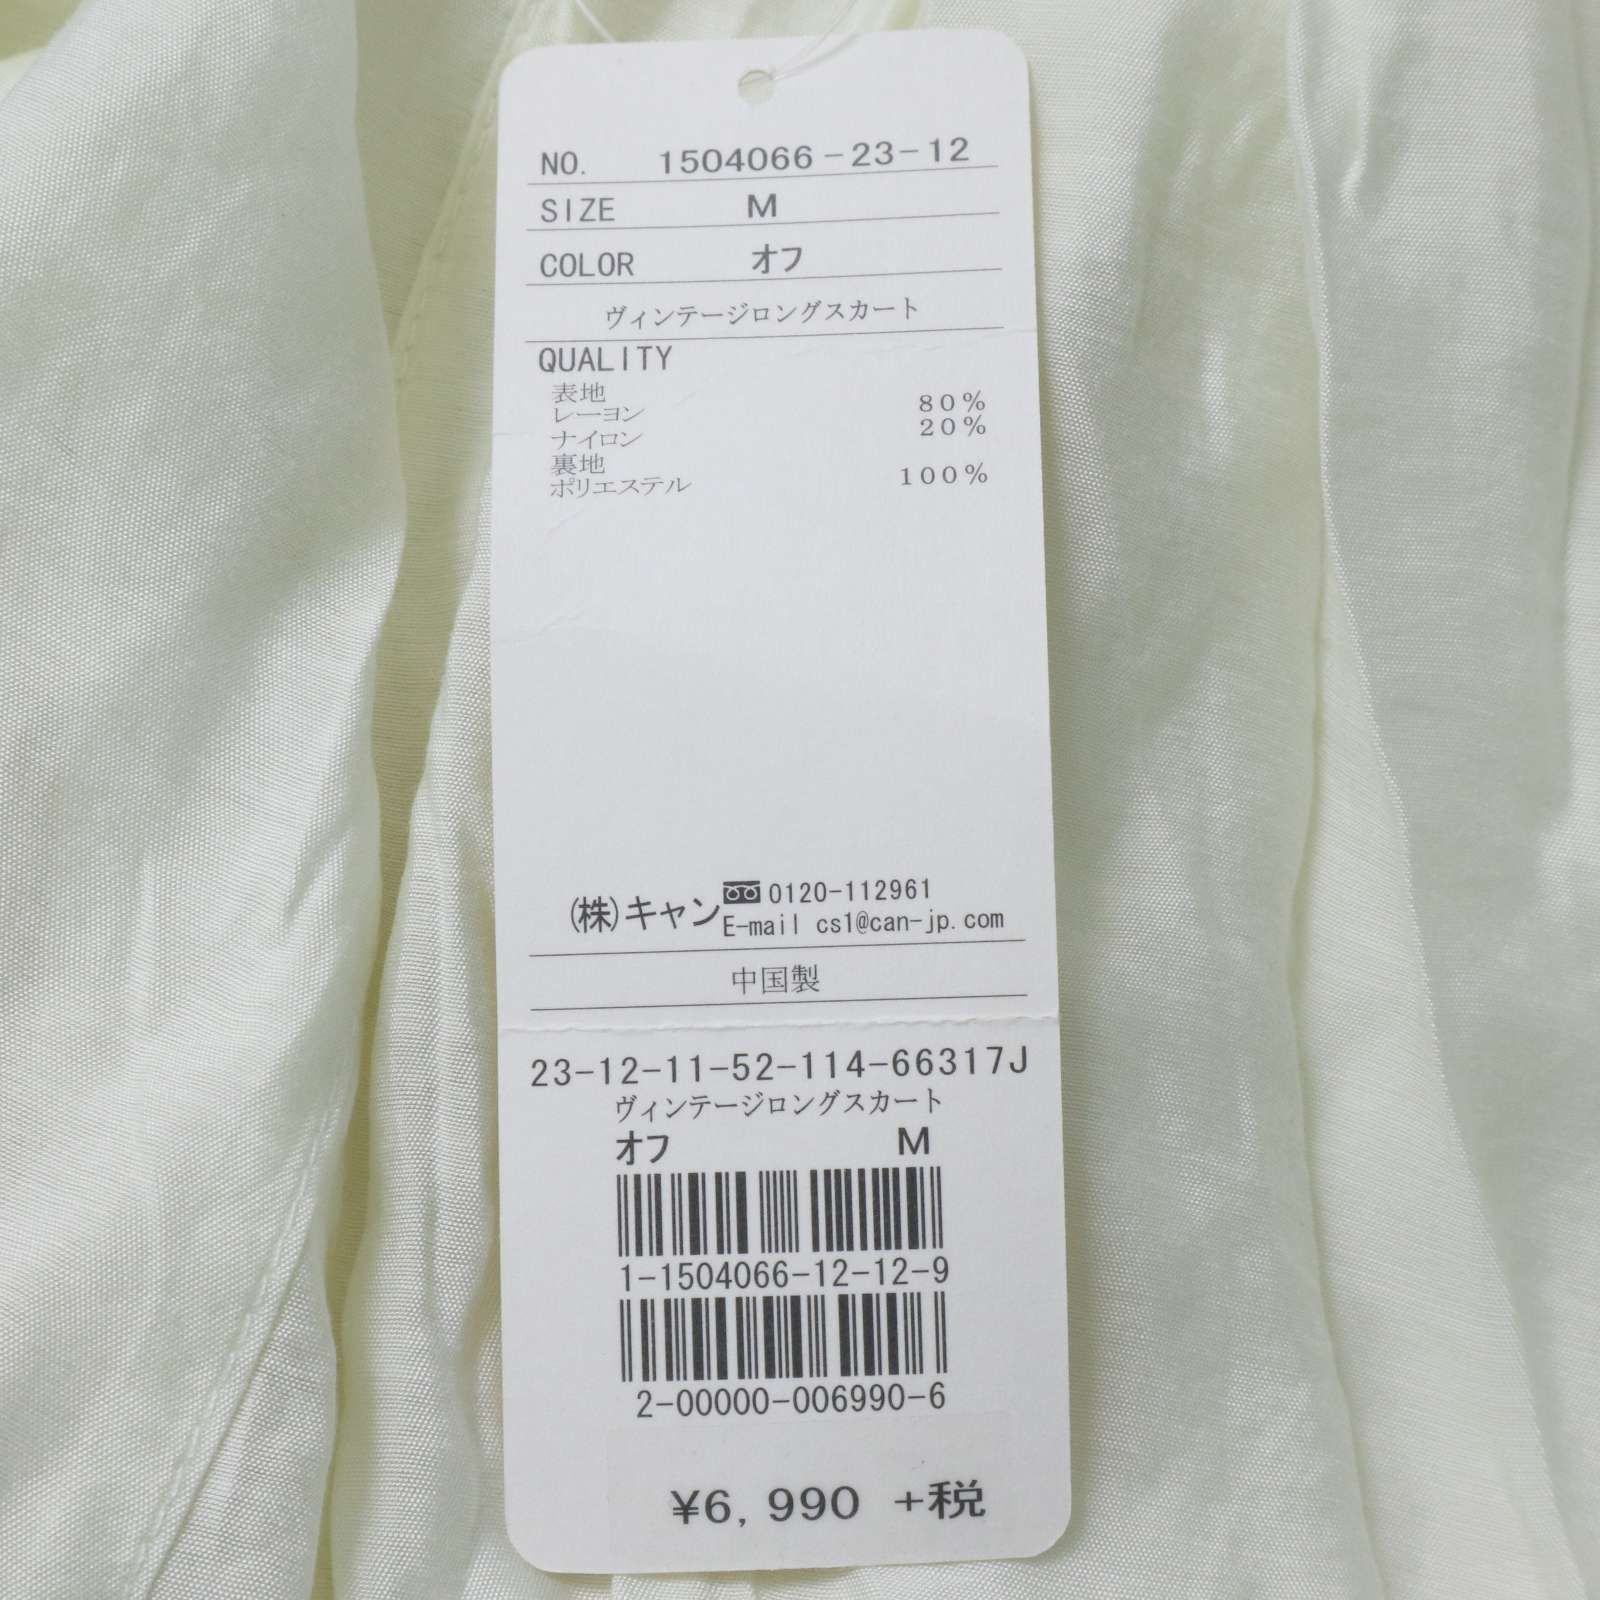 NO. 1504066-23-12
SIZE M
COLOR オフ
ヴィンテージロングスカート
QUALITY
表地
レーヨン 80%
ナイロン 20%
裏地
ポリエステル 100%
(株)キャン 0120-112961
E-mail cs1@can-jp.com
中国製
23-12-11-52-114-66317J
ヴィンテージロングスカート
オフ M
1-1504066-12-12-9
2-00000-006990-6
¥6,990 +税